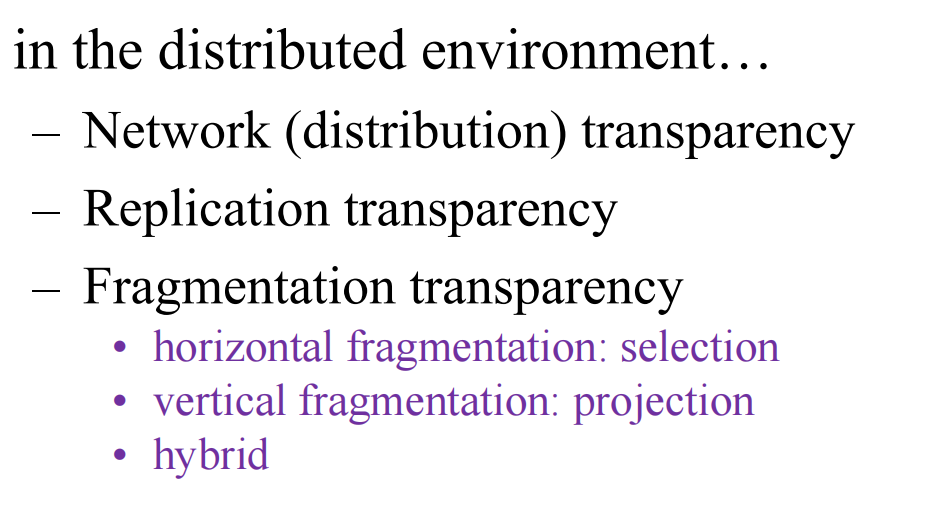 in the distributed environment…
– Network (distribution) transparency
– Replication transparency
– Fragmentation transparency
• horizontal fragmentation: selection
• vertical fragmentation: projection
• hybrid